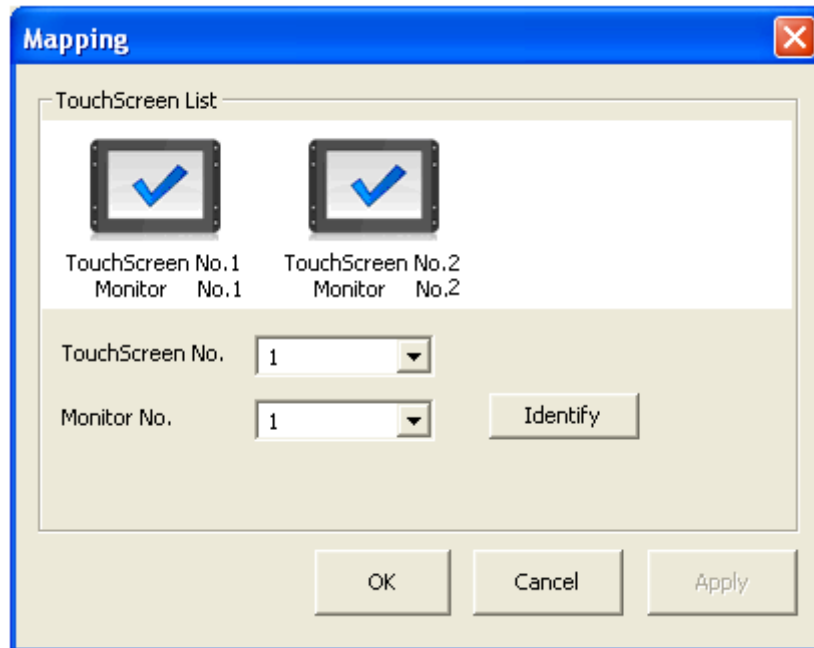 Mapping
TouchScreen List
TouchScreen No.1
Monitor No.1
TouchScreen No.2
Monitor No.2
TouchScreen No. 1
Monitor No. 1
Identify
OK
Cancel
Apply